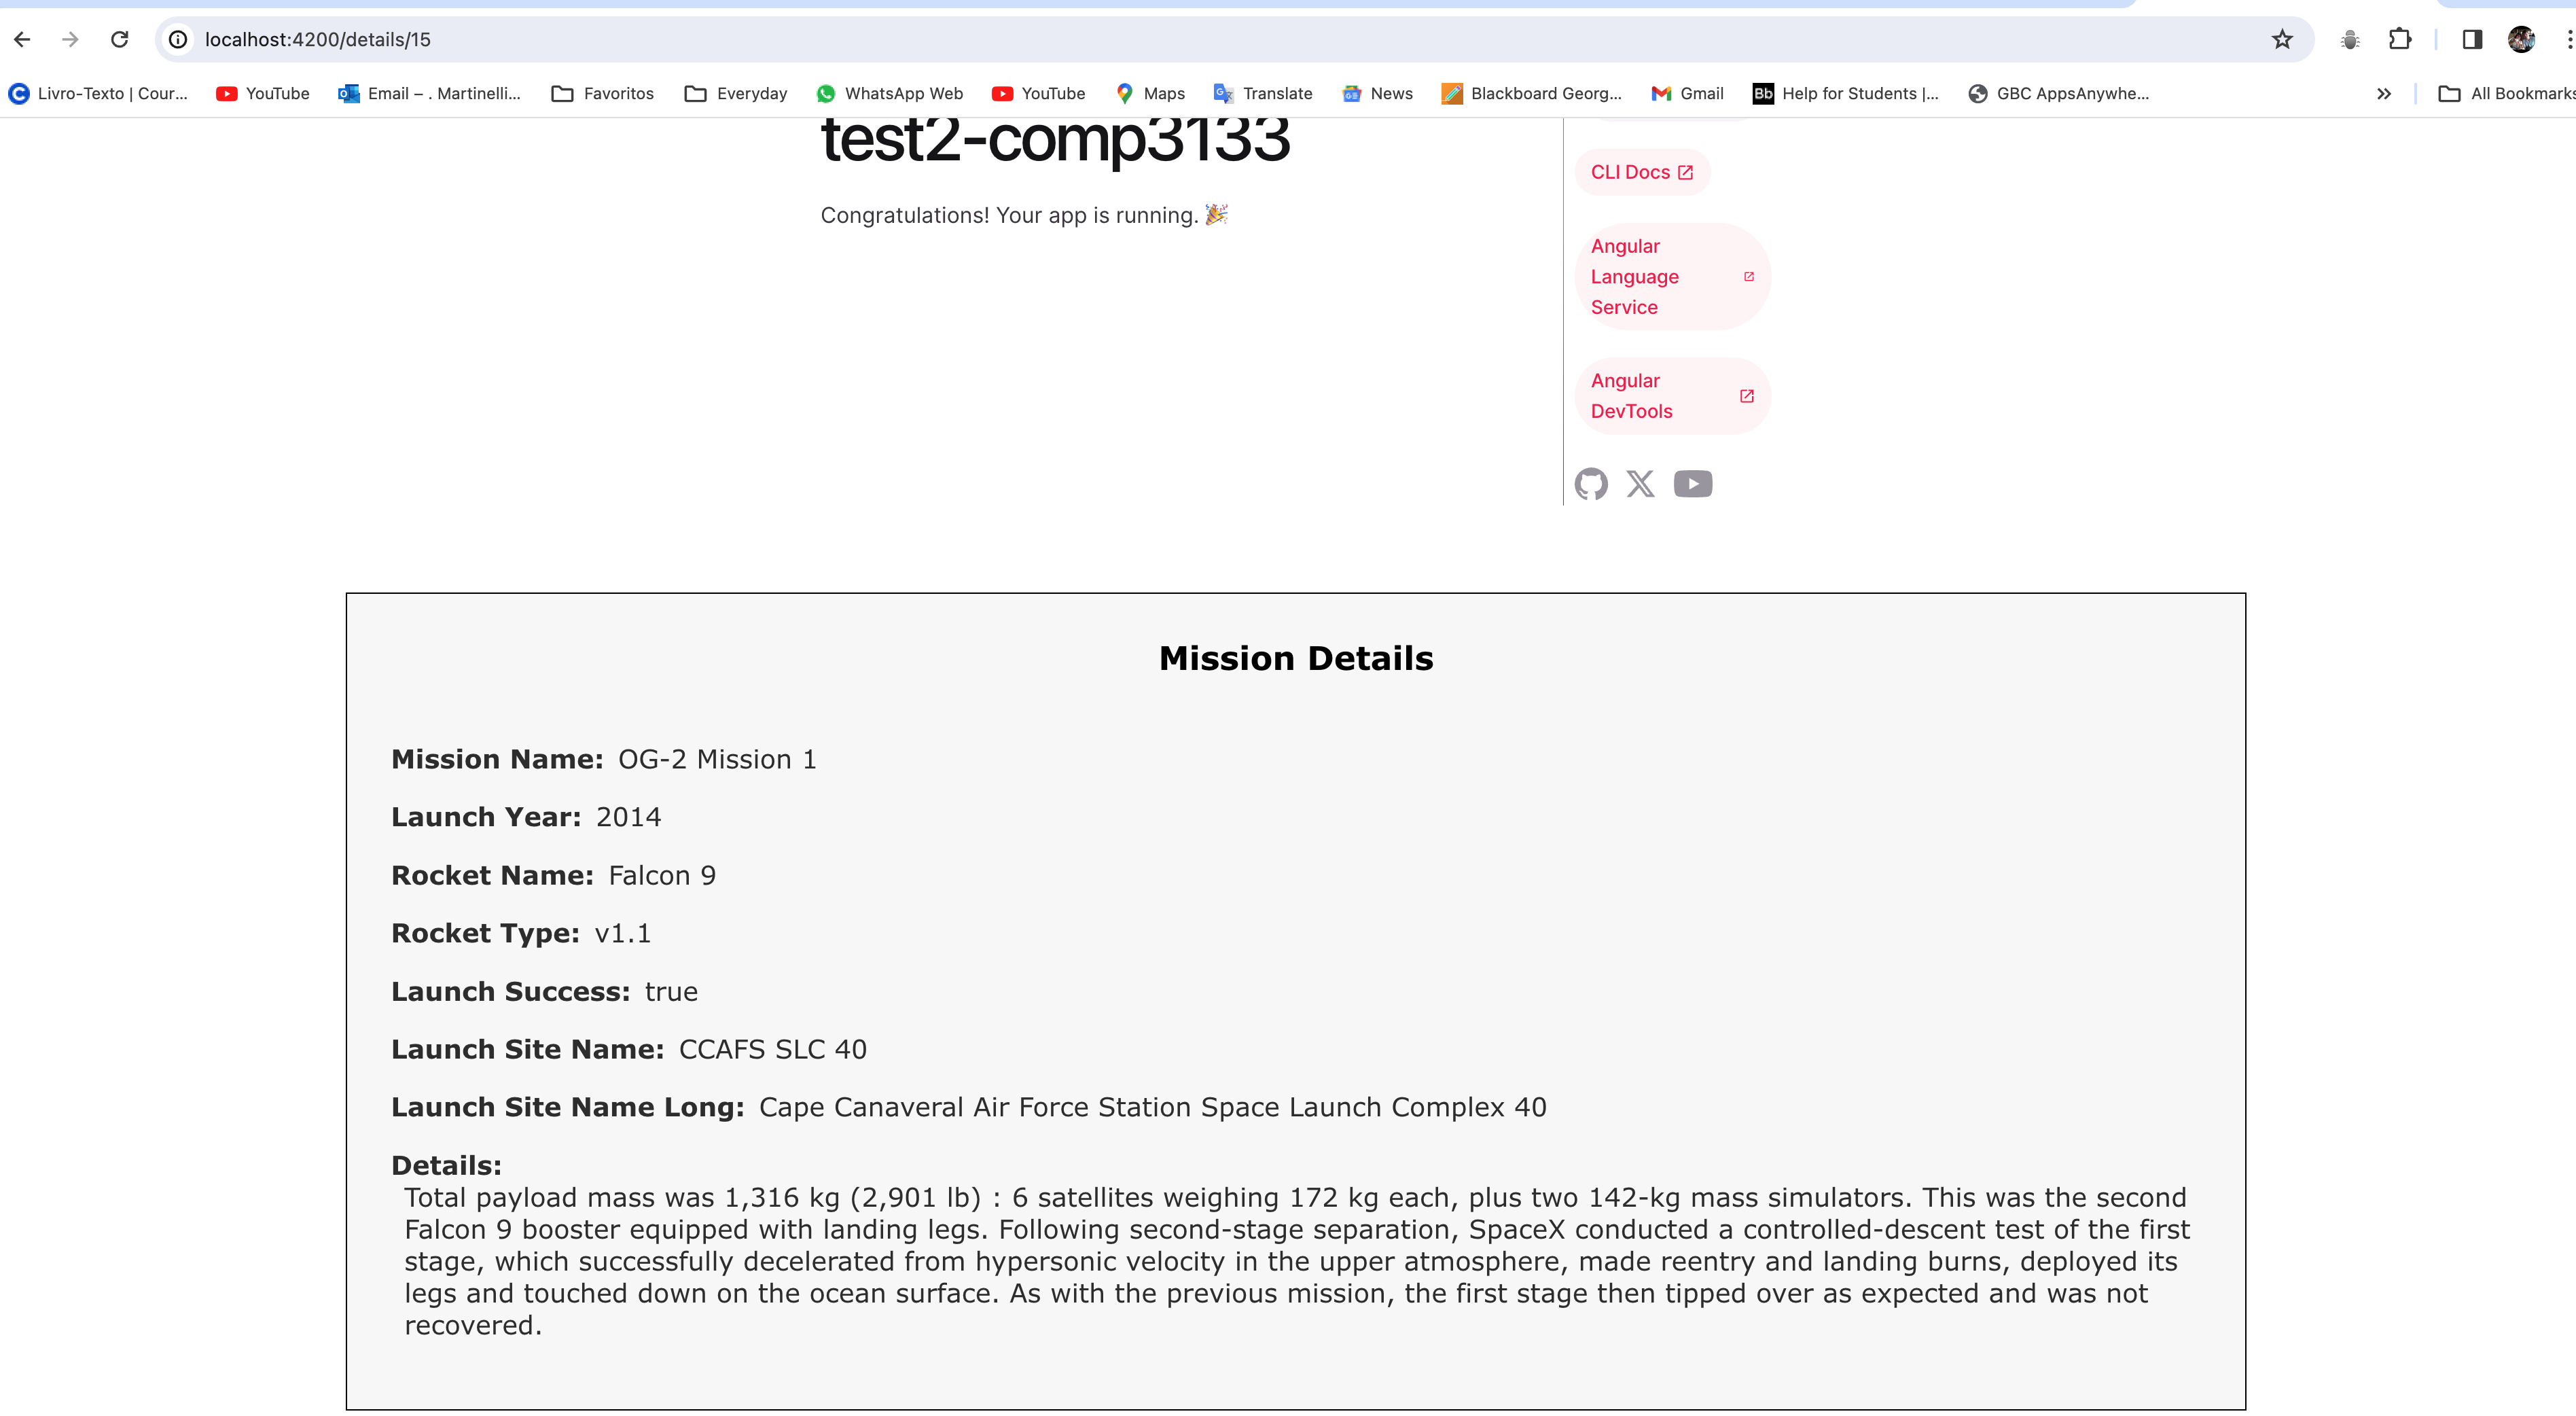 localhost:4200/details/15
Livro-Texto | Cour... YouTube Email – . Martinelli... Favoritos Everyday WhatsApp Web YouTube Maps Translate News Blackboard Georg... Gmail Bb Help for Students |... GBC AppsAnywhe... » All Bookmarks
test2-comp3133
Congratulations! Your app is running. 🎉
CLI Docs
Angular
Language
Service
Angular
DevTools
Mission Details
Mission Name: OG-2 Mission 1
Launch Year: 2014
Rocket Name: Falcon 9
Rocket Type: v1.1
Launch Success: true
Launch Site Name: CCAFS SLC 40
Launch Site Name Long: Cape Canaveral Air Force Station Space Launch Complex 40
Details:
Total payload mass was 1,316 kg (2,901 lb) : 6 satellites weighing 172 kg each, plus two 142-kg mass simulators. This was the second
Falcon 9 booster equipped with landing legs. Following second-stage separation, SpaceX conducted a controlled-descent test of the first
stage, which successfully decelerated from hypersonic velocity in the upper atmosphere, made reentry and landing burns, deployed its
legs and touched down on the ocean surface. As with the previous mission, the first stage then tipped over as expected and was not
recovered.